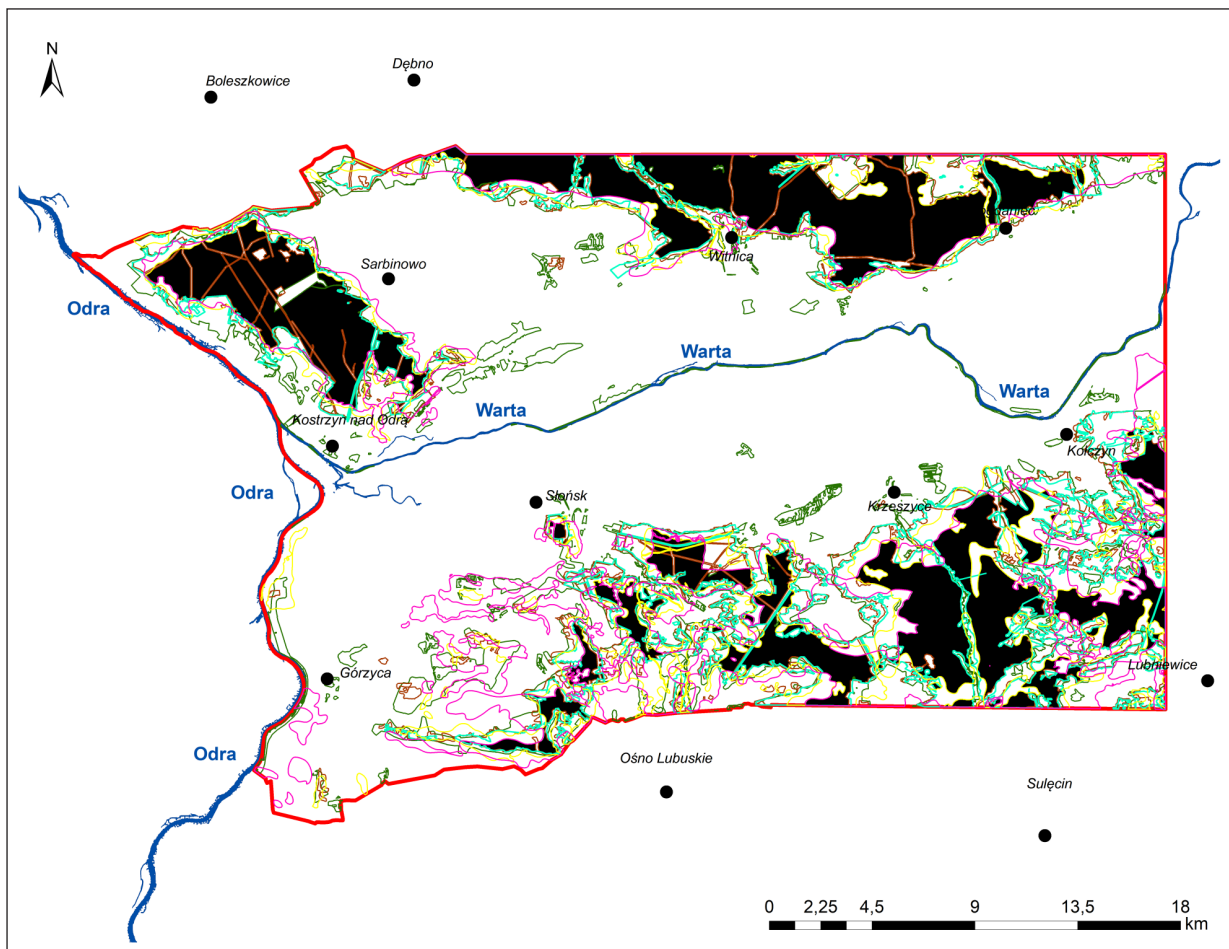 N
Dębno
Boleszkowice
Witnica
Sarbinowo
Odra
Warta
Warta
Warta
Kostrzyn nad Odrą
Kołczyn
Odra
Słońsk
Krzeszyce
Górzyca
Lubniewice
Odra
Ośno Lubuskie
Sulęcin
0 2,25 4,5 9 13,5 18
km